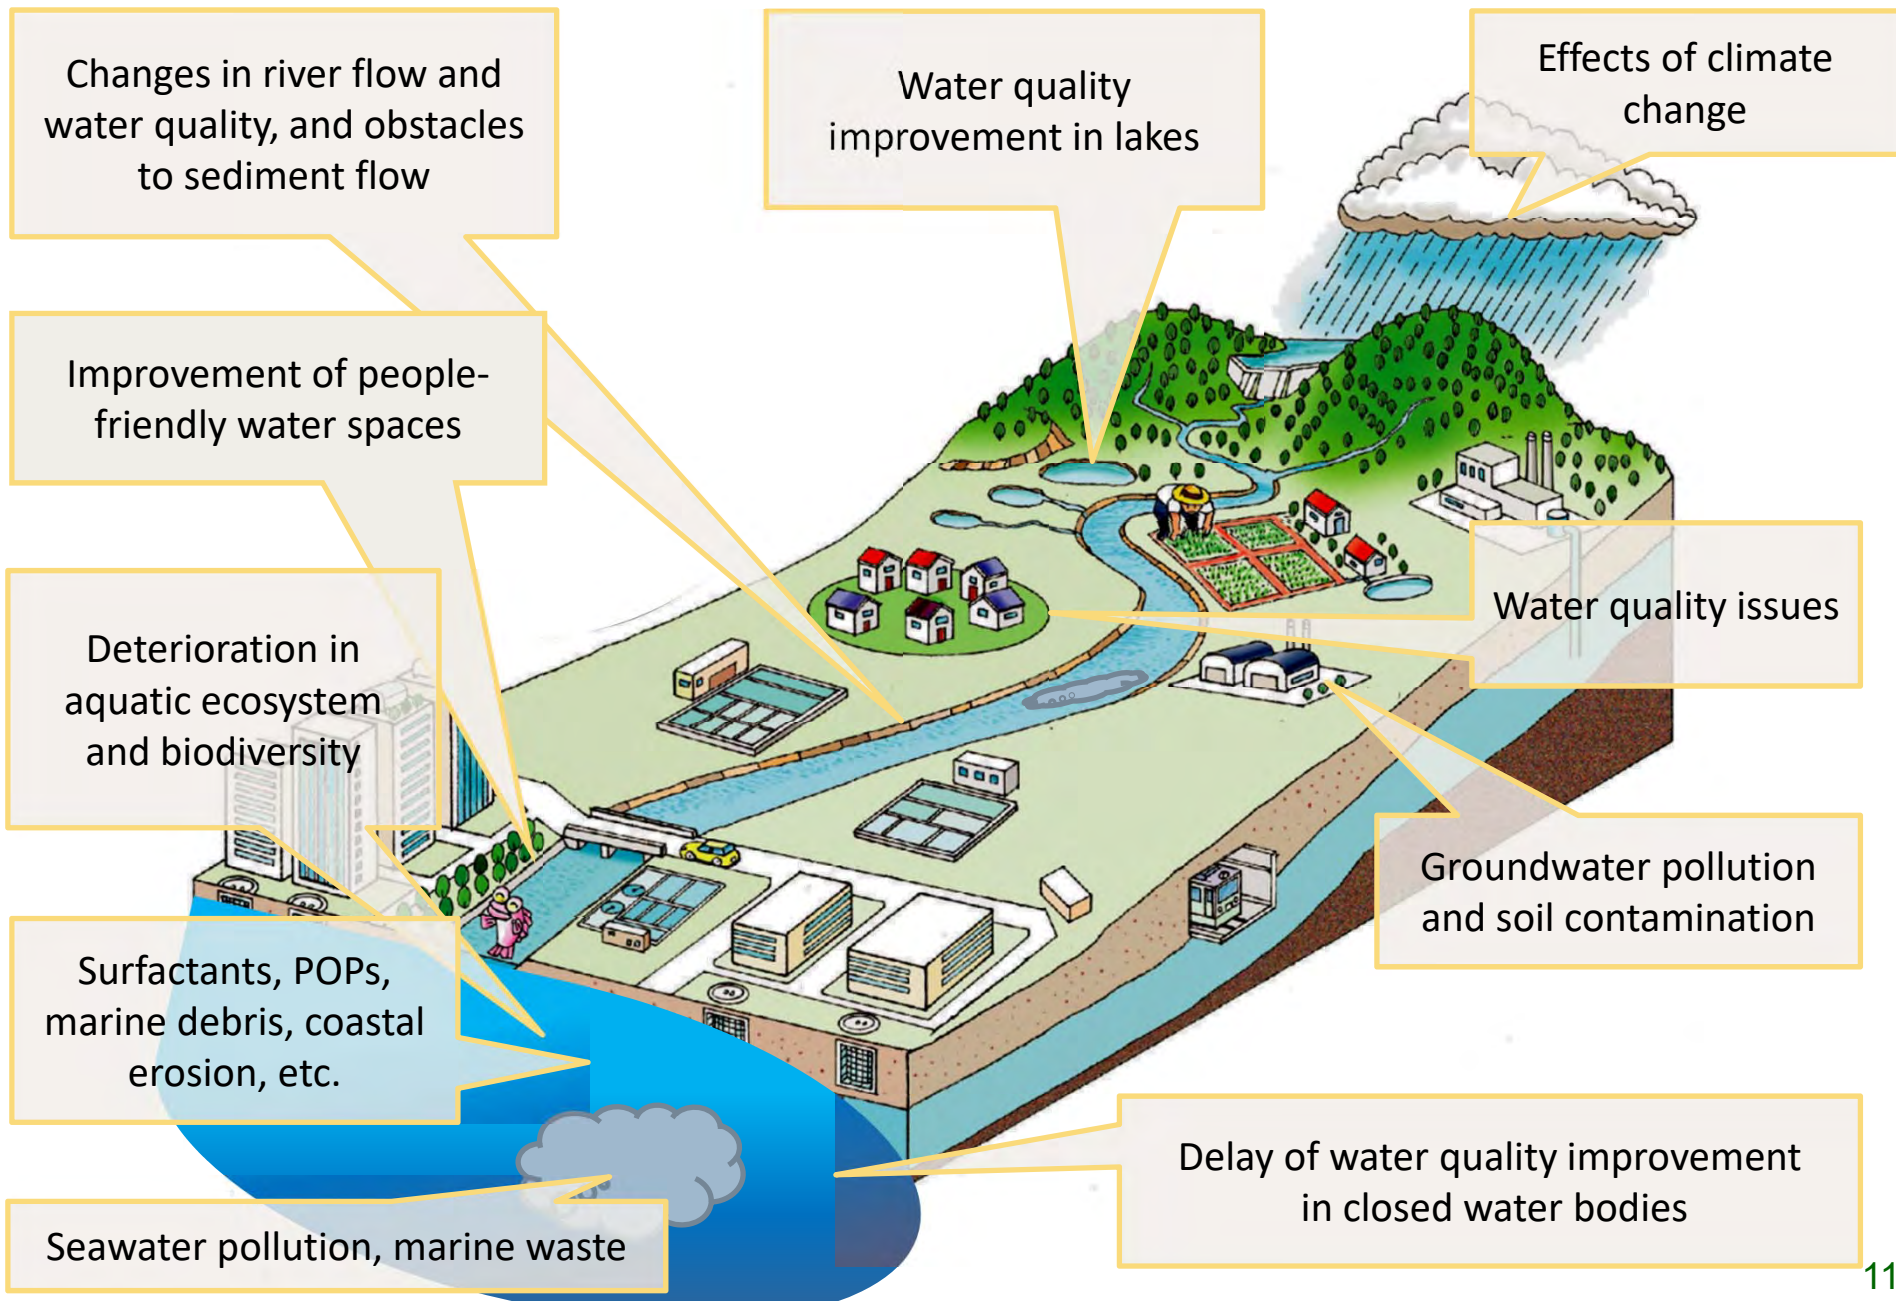 Changes in river flow and
water quality, and obstacles
to sediment flow
Water quality
improvement in lakes
Effects of climate
change
Improvement of people-
friendly water spaces
Deterioration in
aquatic ecosystem
and biodiversity
Water quality issues
Groundwater pollution
and soil contamination
Surfactants, POPs,
marine debris, coastal
erosion, etc.
Delay of water quality improvement
in closed water bodies
Seawater pollution, marine waste
11